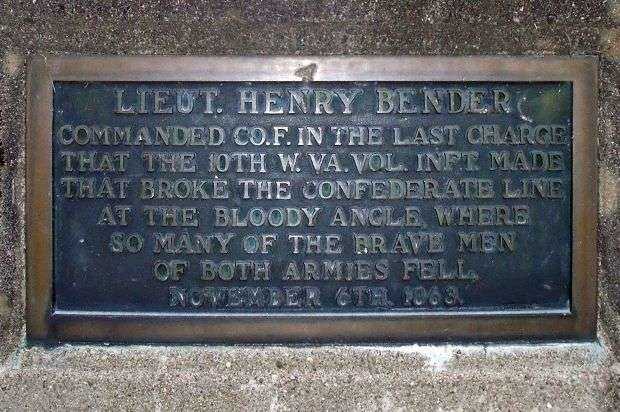 LIEUT. HENRY BENDER
COMMANDED CO.F. IN THE LAST CHARGE
THAT THE 10TH W. VA. VOL. INFT. MADE
THAT BROKE THE CONFEDERATE LINE
AT THE BLOODY ANGLE WHERE
SO MANY OF THE BRAVE MEN
OF BOTH ARMIES FELL.
NOVEMBER 6TH. 1863.